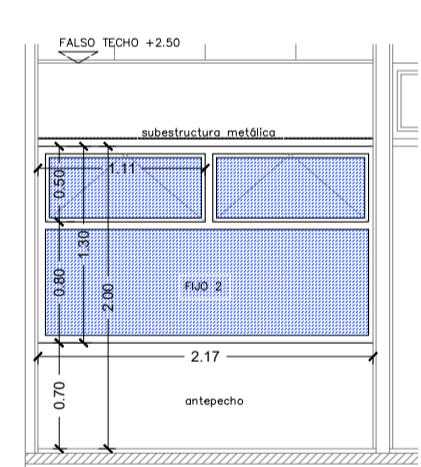 FALSO TECHO +2.50
subestructura metálica
1.11
0.50
1.30
0.80
2.00
FIJO 2
2.17
0.70
antepecho